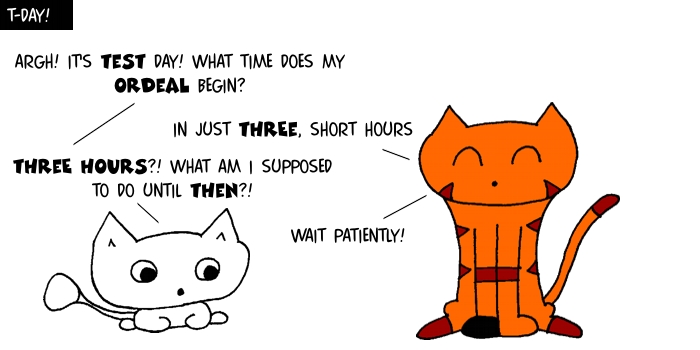 T-DAY!
ARGH! IT'S TEST DAY! WHAT TIME DOES MY
ORDEAL BEGIN?
IN JUST THREE, SHORT HOURS
THREE HOURS?! WHAT AM I SUPPOSED
TO DO UNTIL THEN?!
WAIT PATIENTLY!